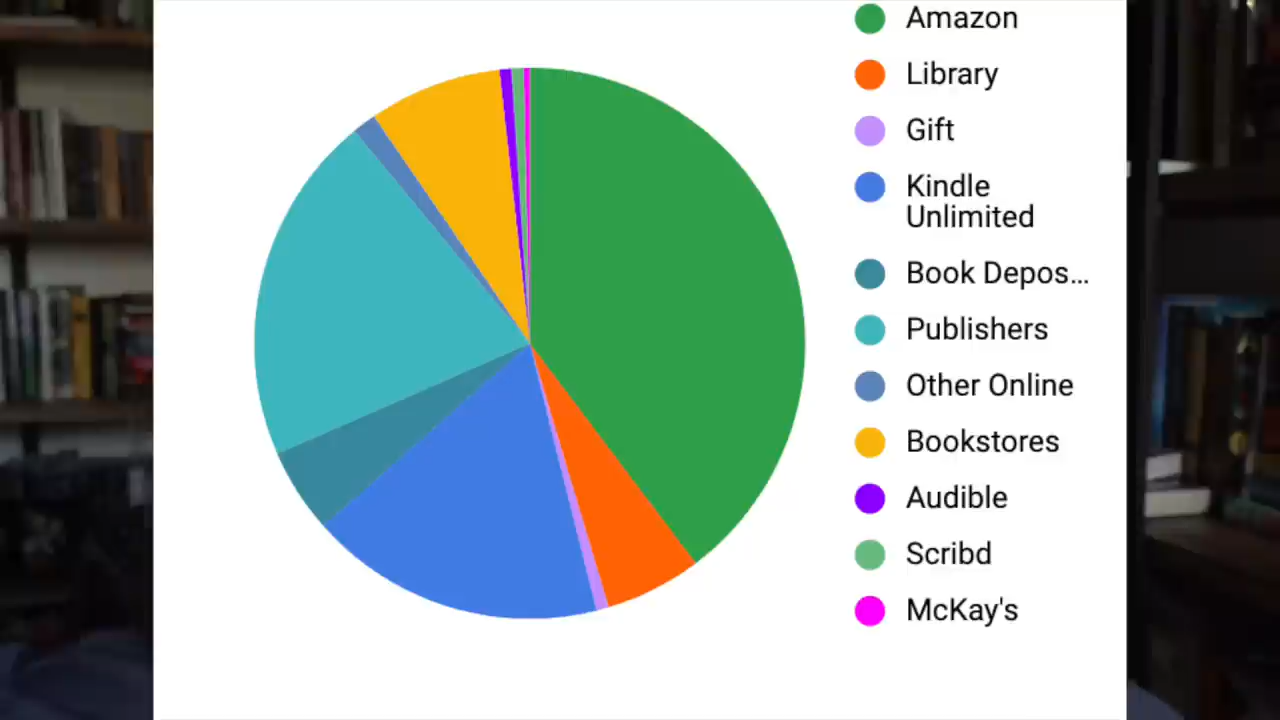 Amazon
Library
Gift
Kindle
Unlimited
Book Depos...
Publishers
Other Online
Bookstores
Audible
Scribd
McKay's